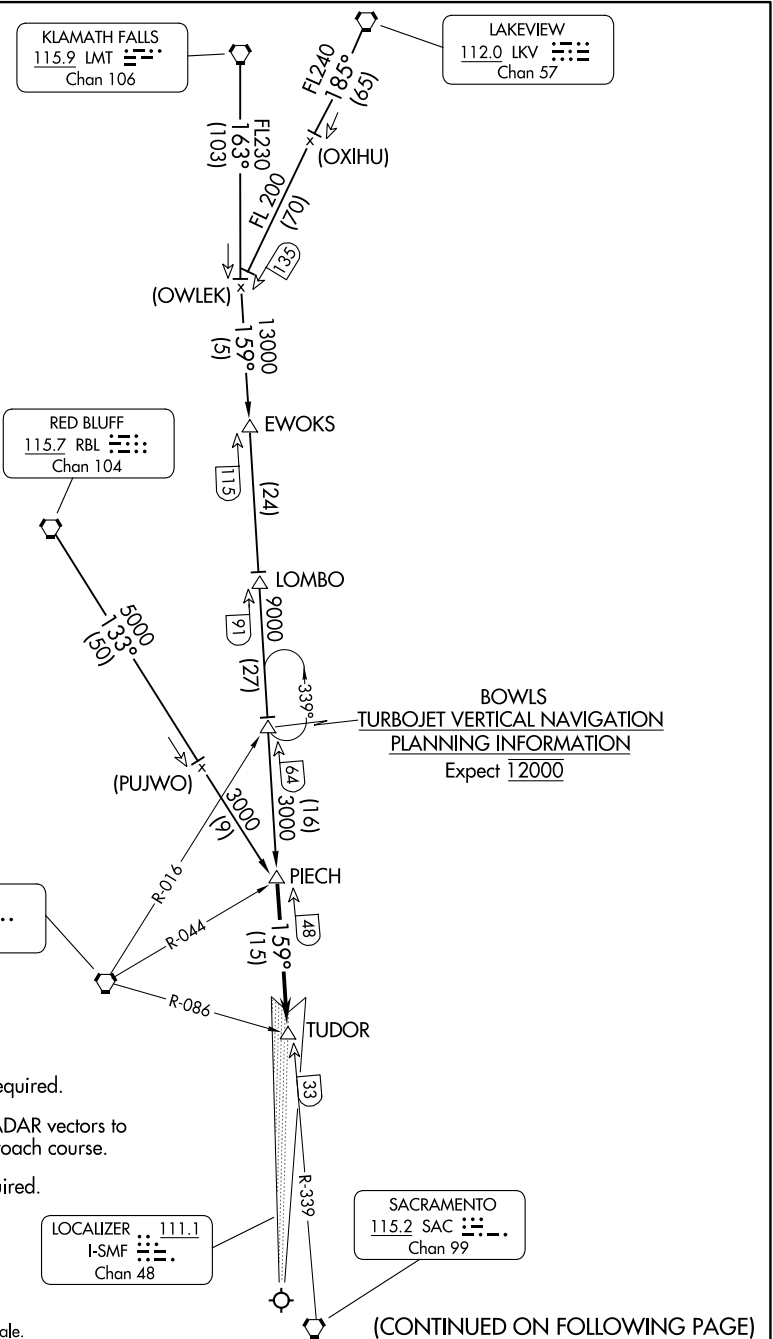 KLAMATH FALLS
115.9 LMT
Chan 106
LAKEVIEW
112.0 LKV
Chan 57
FL240
185°
(65)
(OXIHU)
FL230
163°
(103)
FL 200
(70)
135
(OWLEK)
13000
159°
(5)
EWOKS
115
(24)
RED BLUFF
115.7 RBL
Chan 104
LOMBO
91
9000
(27)
339°
5000
133°
(50)
BOWLS
TURBOJET VERTICAL NAVIGATION
PLANNING INFORMATION
Expect 12000
64
(PUJWO)
3000
(9)
3000
(16)
R-016
PIECH
48
R-044
159°
(15)
R-086
TUDOR
33
equired.
ADAR vectors to
roach course.
uired.
R-339
LOCALIZER 111.1
I-SMF
Chan 48
SACRAMENTO
115.2 SAC
Chan 99
ale.
(CONTINUED ON FOLLOWING PAGE)